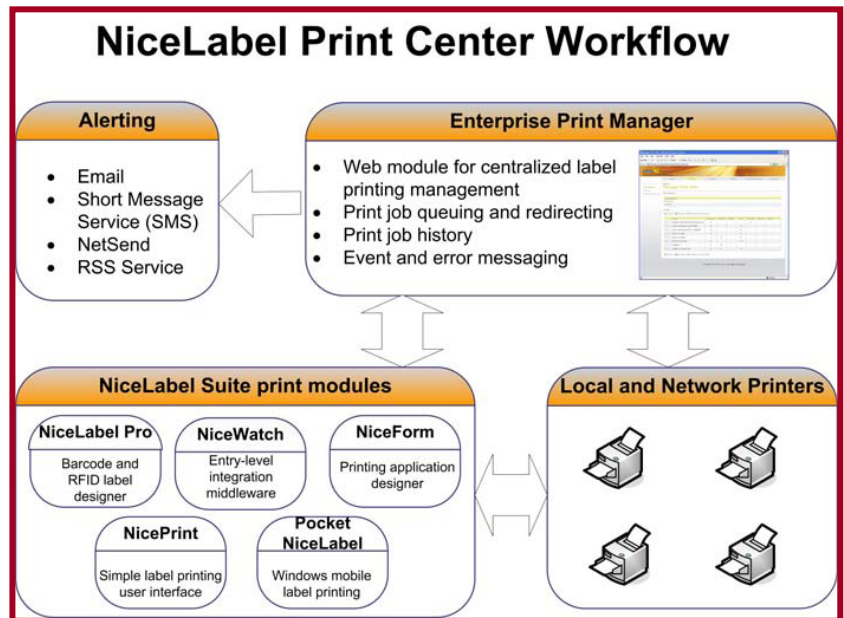 NiceLabel Print Center Workflow
Alerting
• Email
• Short Message
Service (SMS)
• NetSend
• RSS Service
Enterprise Print Manager
• Web module for centralized label
printing management
• Print job queuing and redirecting
• Print job history
• Event and error messaging
NiceLabel Suite print modules
NiceLabel Pro
Barcode and
RFID label
designer
NiceWatch
Entry-level
integration
middleware
NiceForm
Printing application
designer
NicePrint
Simple label printing
user interface
Pocket
NiceLabel
Windows mobile
label printing
Local and Network Printers